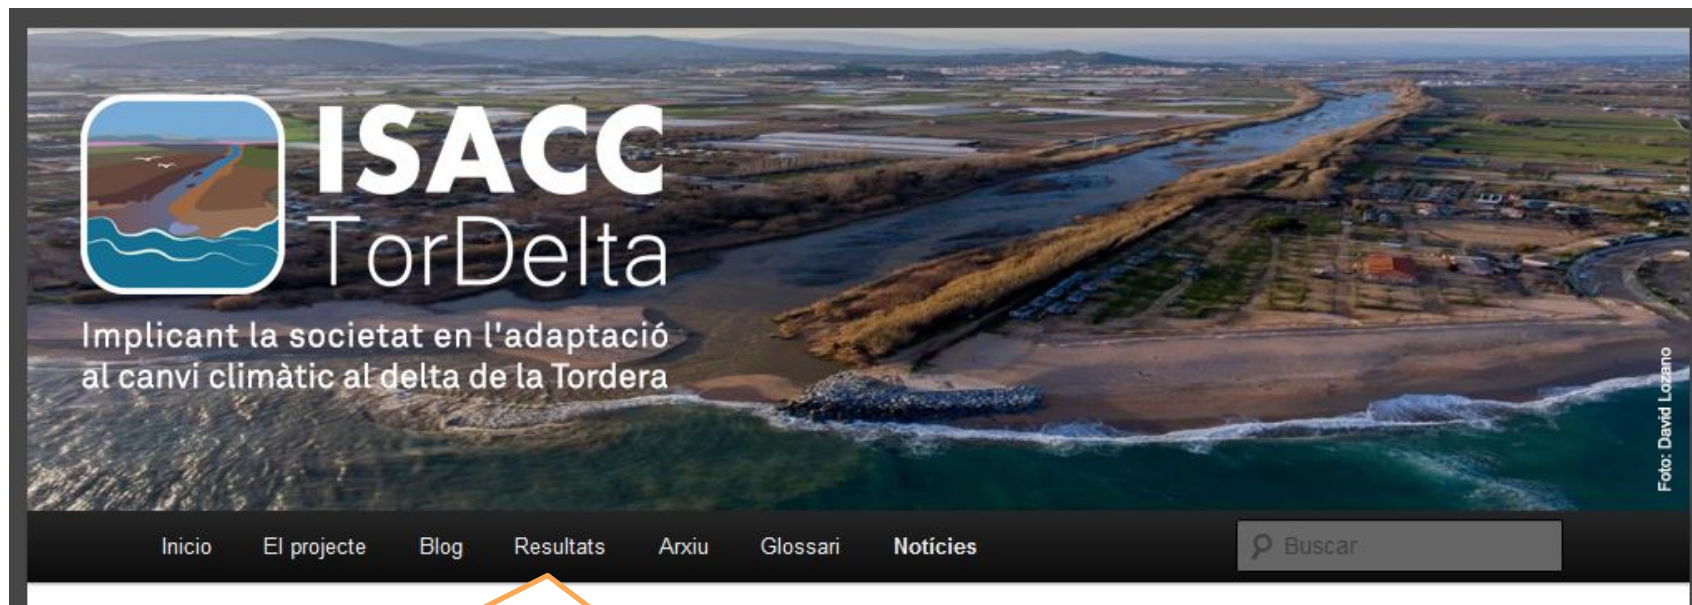 ISACC
TorDelta
Implicant la societat en l'adaptació
al canvi climàtic al delta de la Tordera
Foto: David Lozano
Inicio El projecte Blog Resultats Arxiu Glossari Notícies Buscar